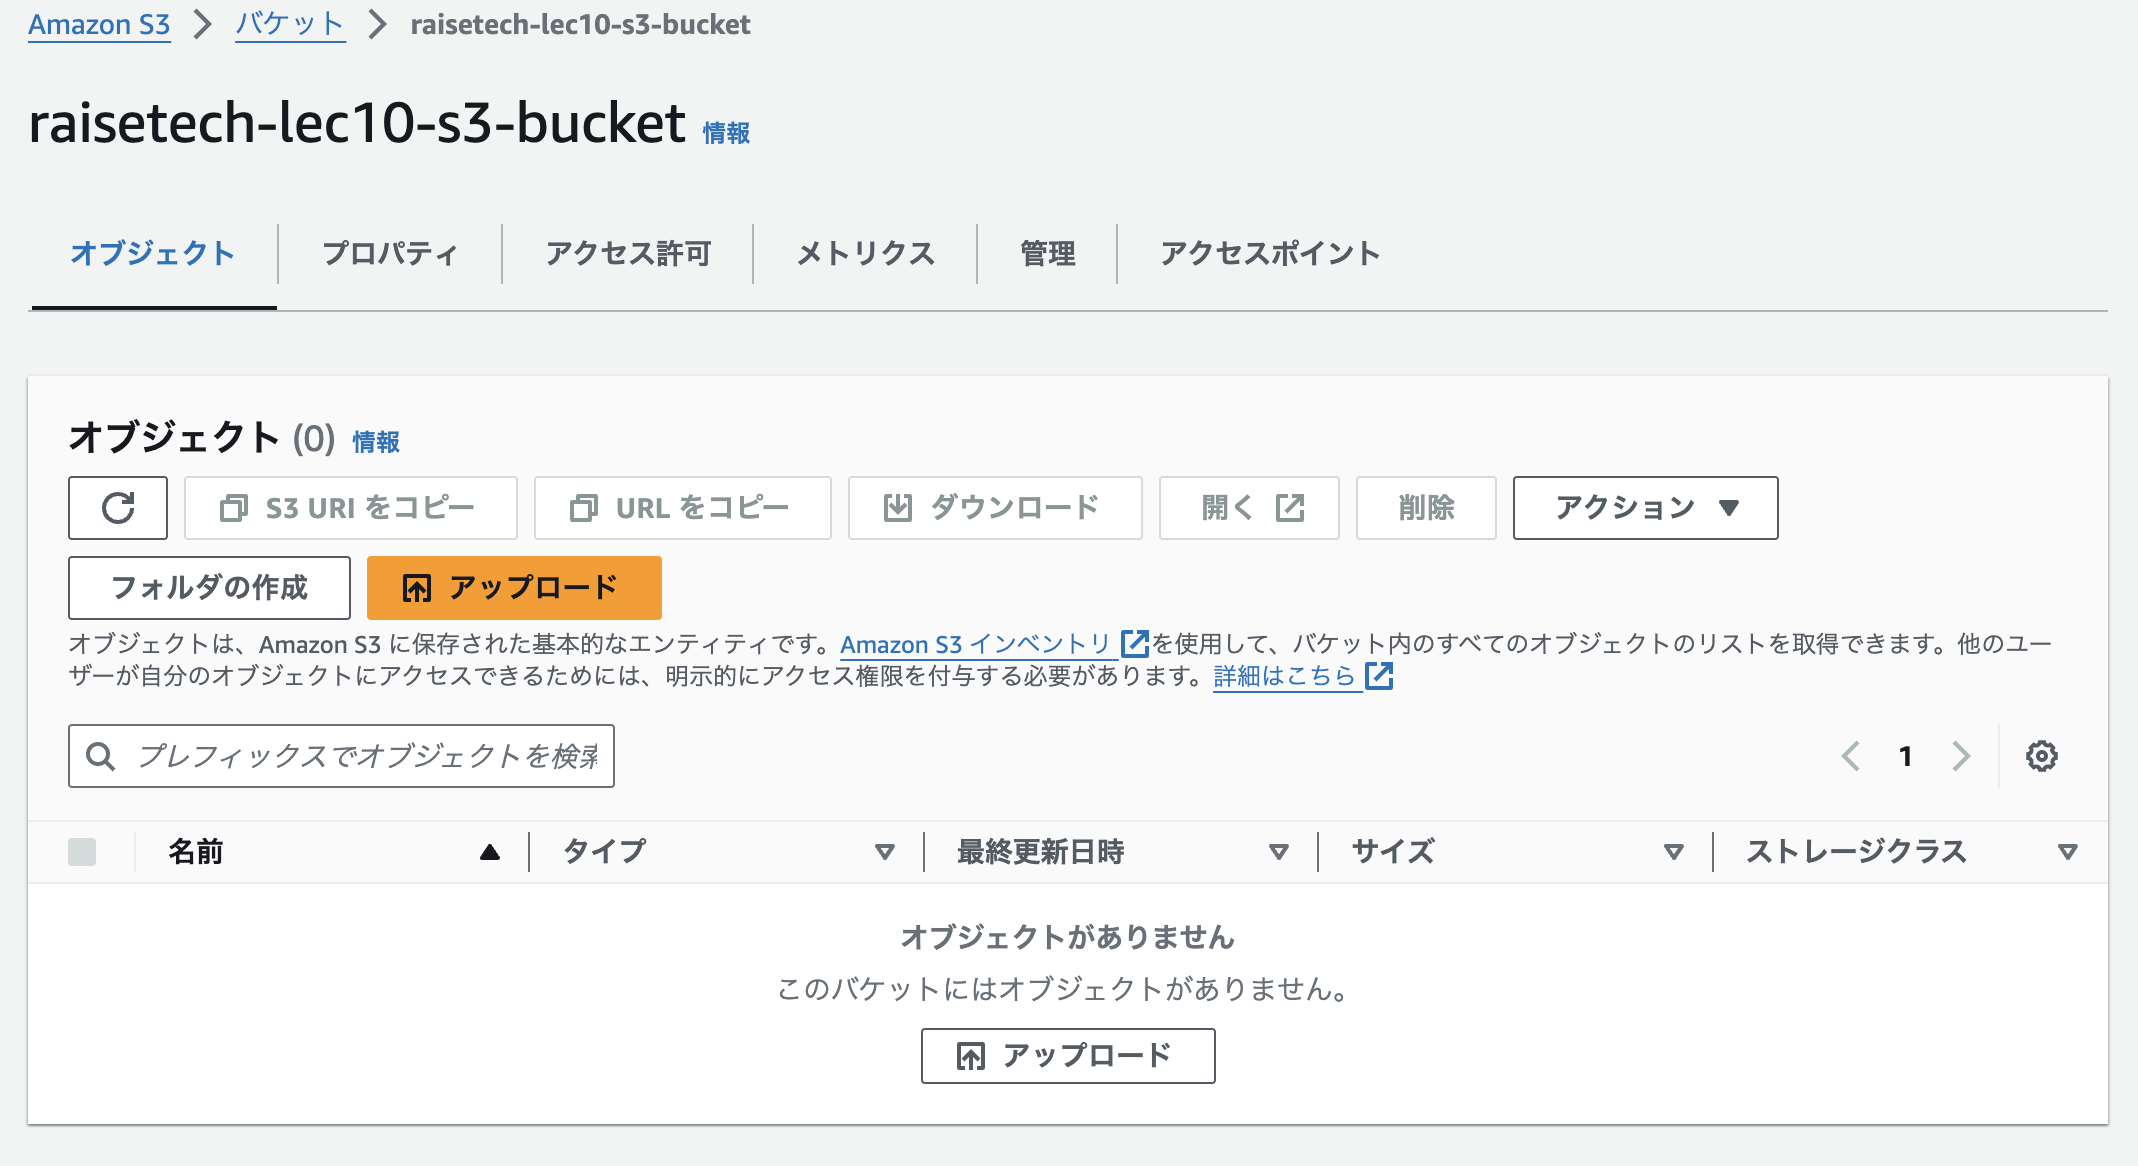 Amazon S3 > バケット > raisetech-lec10-s3-bucket
raisetech-lec10-s3-bucket 情報
オブジェクト プロパティ アクセス許可 メトリクス 管理 アクセスポイント
オブジェクト (0) 情報
S3 URI をコピー URL をコピー ダウンロード 開く 削除 アクション
フォルダの作成 アップロード
オブジェクトは、Amazon S3 に保存された基本的なエンティティです。Amazon S3 インベントリ を使用して、バケット内のすべてのオブジェクトのリストを取得できます。他のユー
ザーが自分のオブジェクトにアクセスできるためには、明示的にアクセス権限を付与する必要があります。詳細はこちら
プレフィックスでオブジェクトを検索
1
名前 タイプ 最終更新日時 サイズ ストレージクラス
オブジェクトがありません
このバケットにはオブジェクトがありません。
アップロード